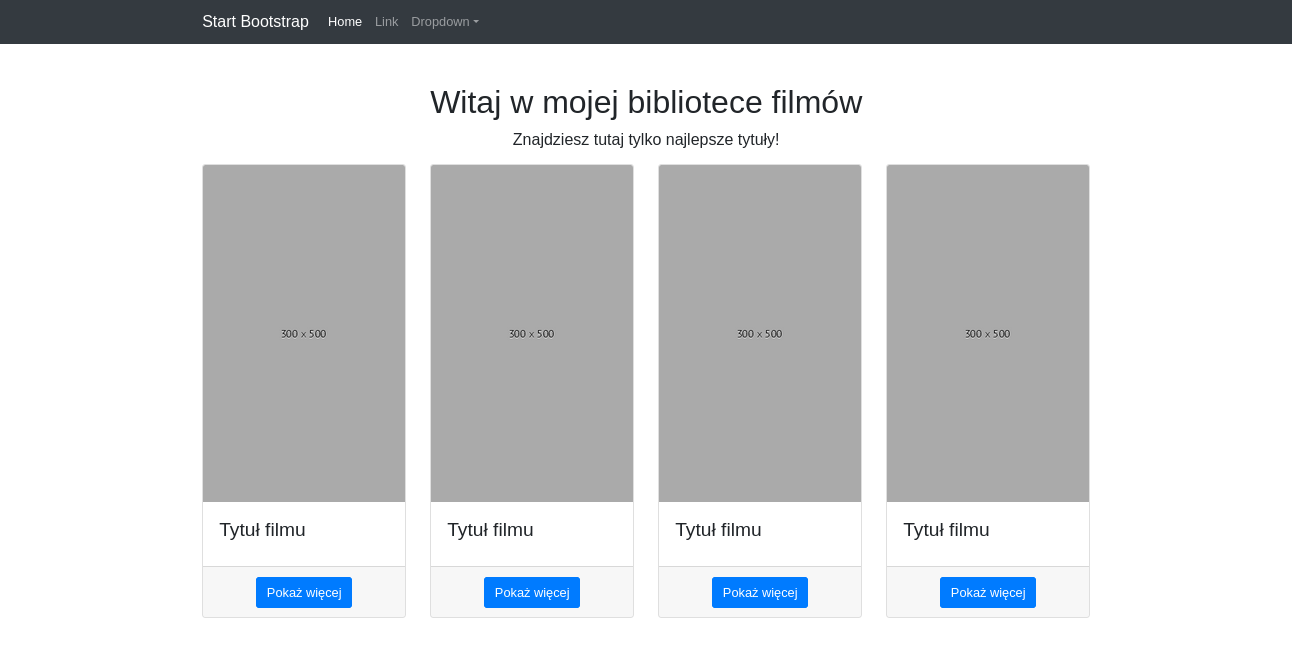 Start Bootstrap Home Link Dropdown
Witaj w mojej bibliotece filmów
Znajdziesz tutaj tylko najlepsze tytuły!
300 x 500 300 x 500 300 x 500 300 x 500
Tytuł filmu Tytuł filmu Tytuł filmu Tytuł filmu
Pokaż więcej Pokaż więcej Pokaż więcej Pokaż więcej